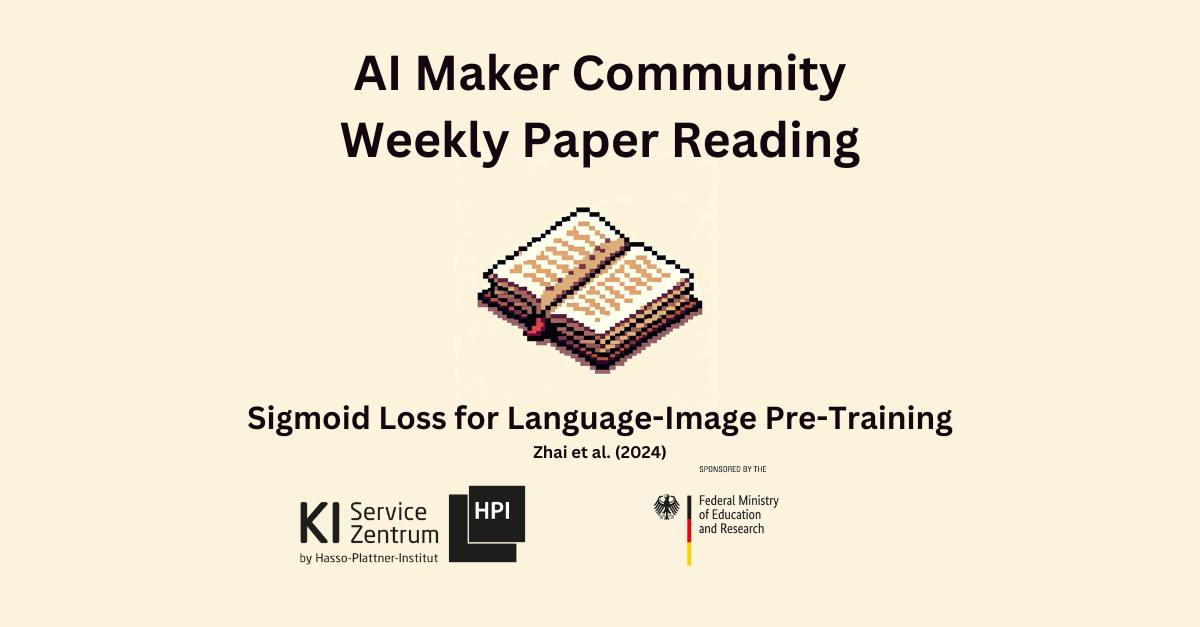 AI Maker Community
Weekly Paper Reading
Sigmoid Loss for Language-Image Pre-Training
Zhai et al. (2024)
KI Service
Zentrum
by Hasso-Plattner-Institut
HPI
SPONSORED BY THE
Federal Ministry
of Education
and Research